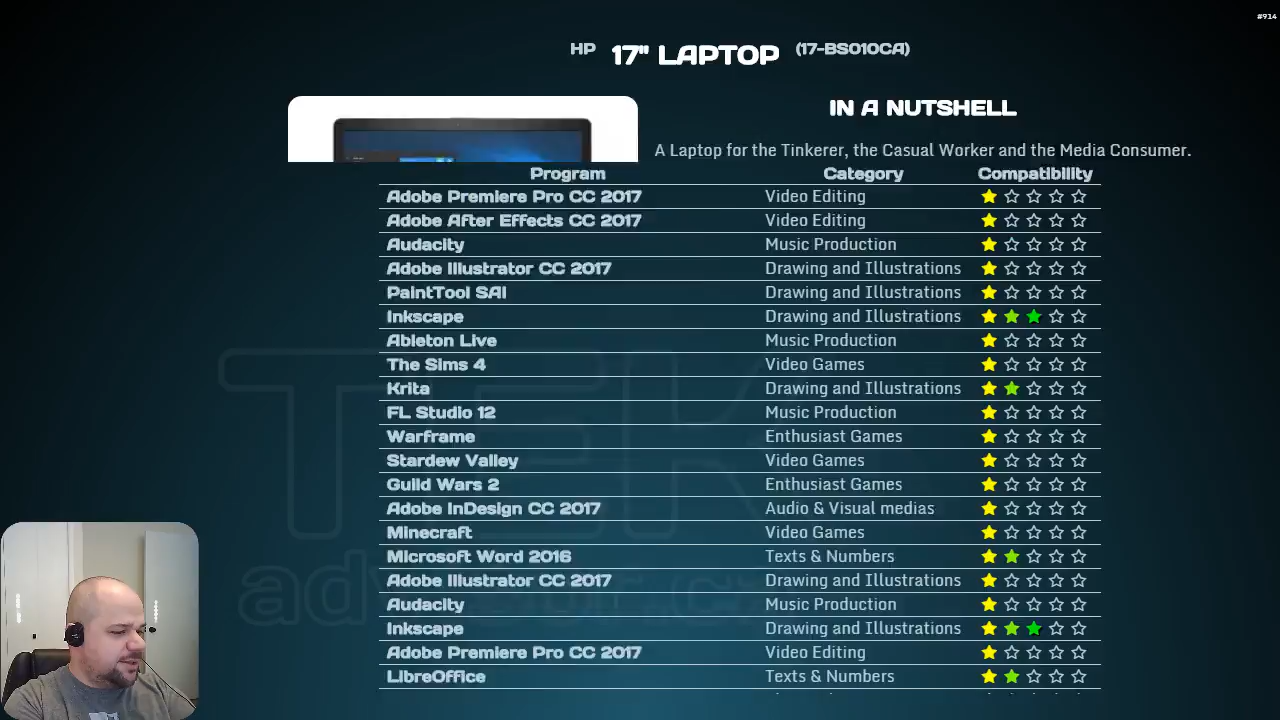 #914
HP 17" LAPTOP (17-BS010CA)
IN A NUTSHELL
A Laptop for the Tinkerer, the Casual Worker and the Media Consumer.
Program Category Compatibility
Adobe Premiere Pro CC 2017 Video Editing
Adobe After Effects CC 2017 Video Editing
Audacity Music Production
Adobe Illustrator CC 2017 Drawing and Illustrations
PaintTool SAI Drawing and Illustrations
Inkscape Drawing and Illustrations
Ableton Live Music Production
The Sims 4 Video Games
Krita Drawing and Illustrations
FL Studio 12 Music Production
Warframe Enthusiast Games
Stardew Valley Video Games
Guild Wars 2 Enthusiast Games
Adobe InDesign CC 2017 Audio & Visual medias
Minecraft Video Games
Microsoft Word 2016 Texts & Numbers
Adobe Illustrator CC 2017 Drawing and Illustrations
Audacity Music Production
Inkscape Drawing and Illustrations
Adobe Premiere Pro CC 2017 Video Editing
LibreOffice Texts & Numbers